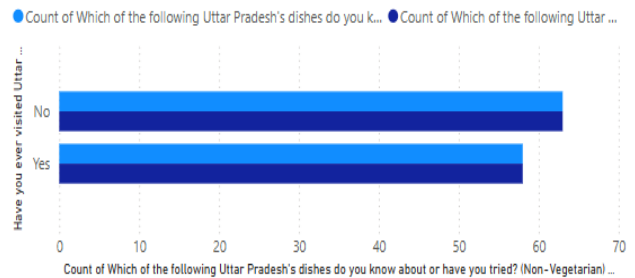 Count of Which of the following Uttar Pradesh's dishes do you k... Count of Which of the following Uttar ...
Have you ever visited Uttar ...
No
Yes
0 10 20 30 40 50 60 70
Count of Which of the following Uttar Pradesh's dishes do you know about or have you tried? (Non-Vegetarian) ...